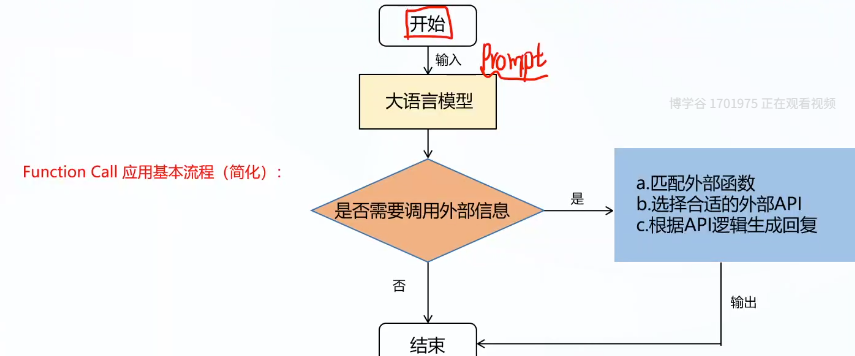 开始
输入
Prompt
大语言模型
博学谷 1701975 正在观看视频
Function Call 应用基本流程（简化）：
是否需要调用外部信息
是
a.匹配外部函数
b.选择合适的外部API
c.根据API逻辑生成回复
否
输出
结束